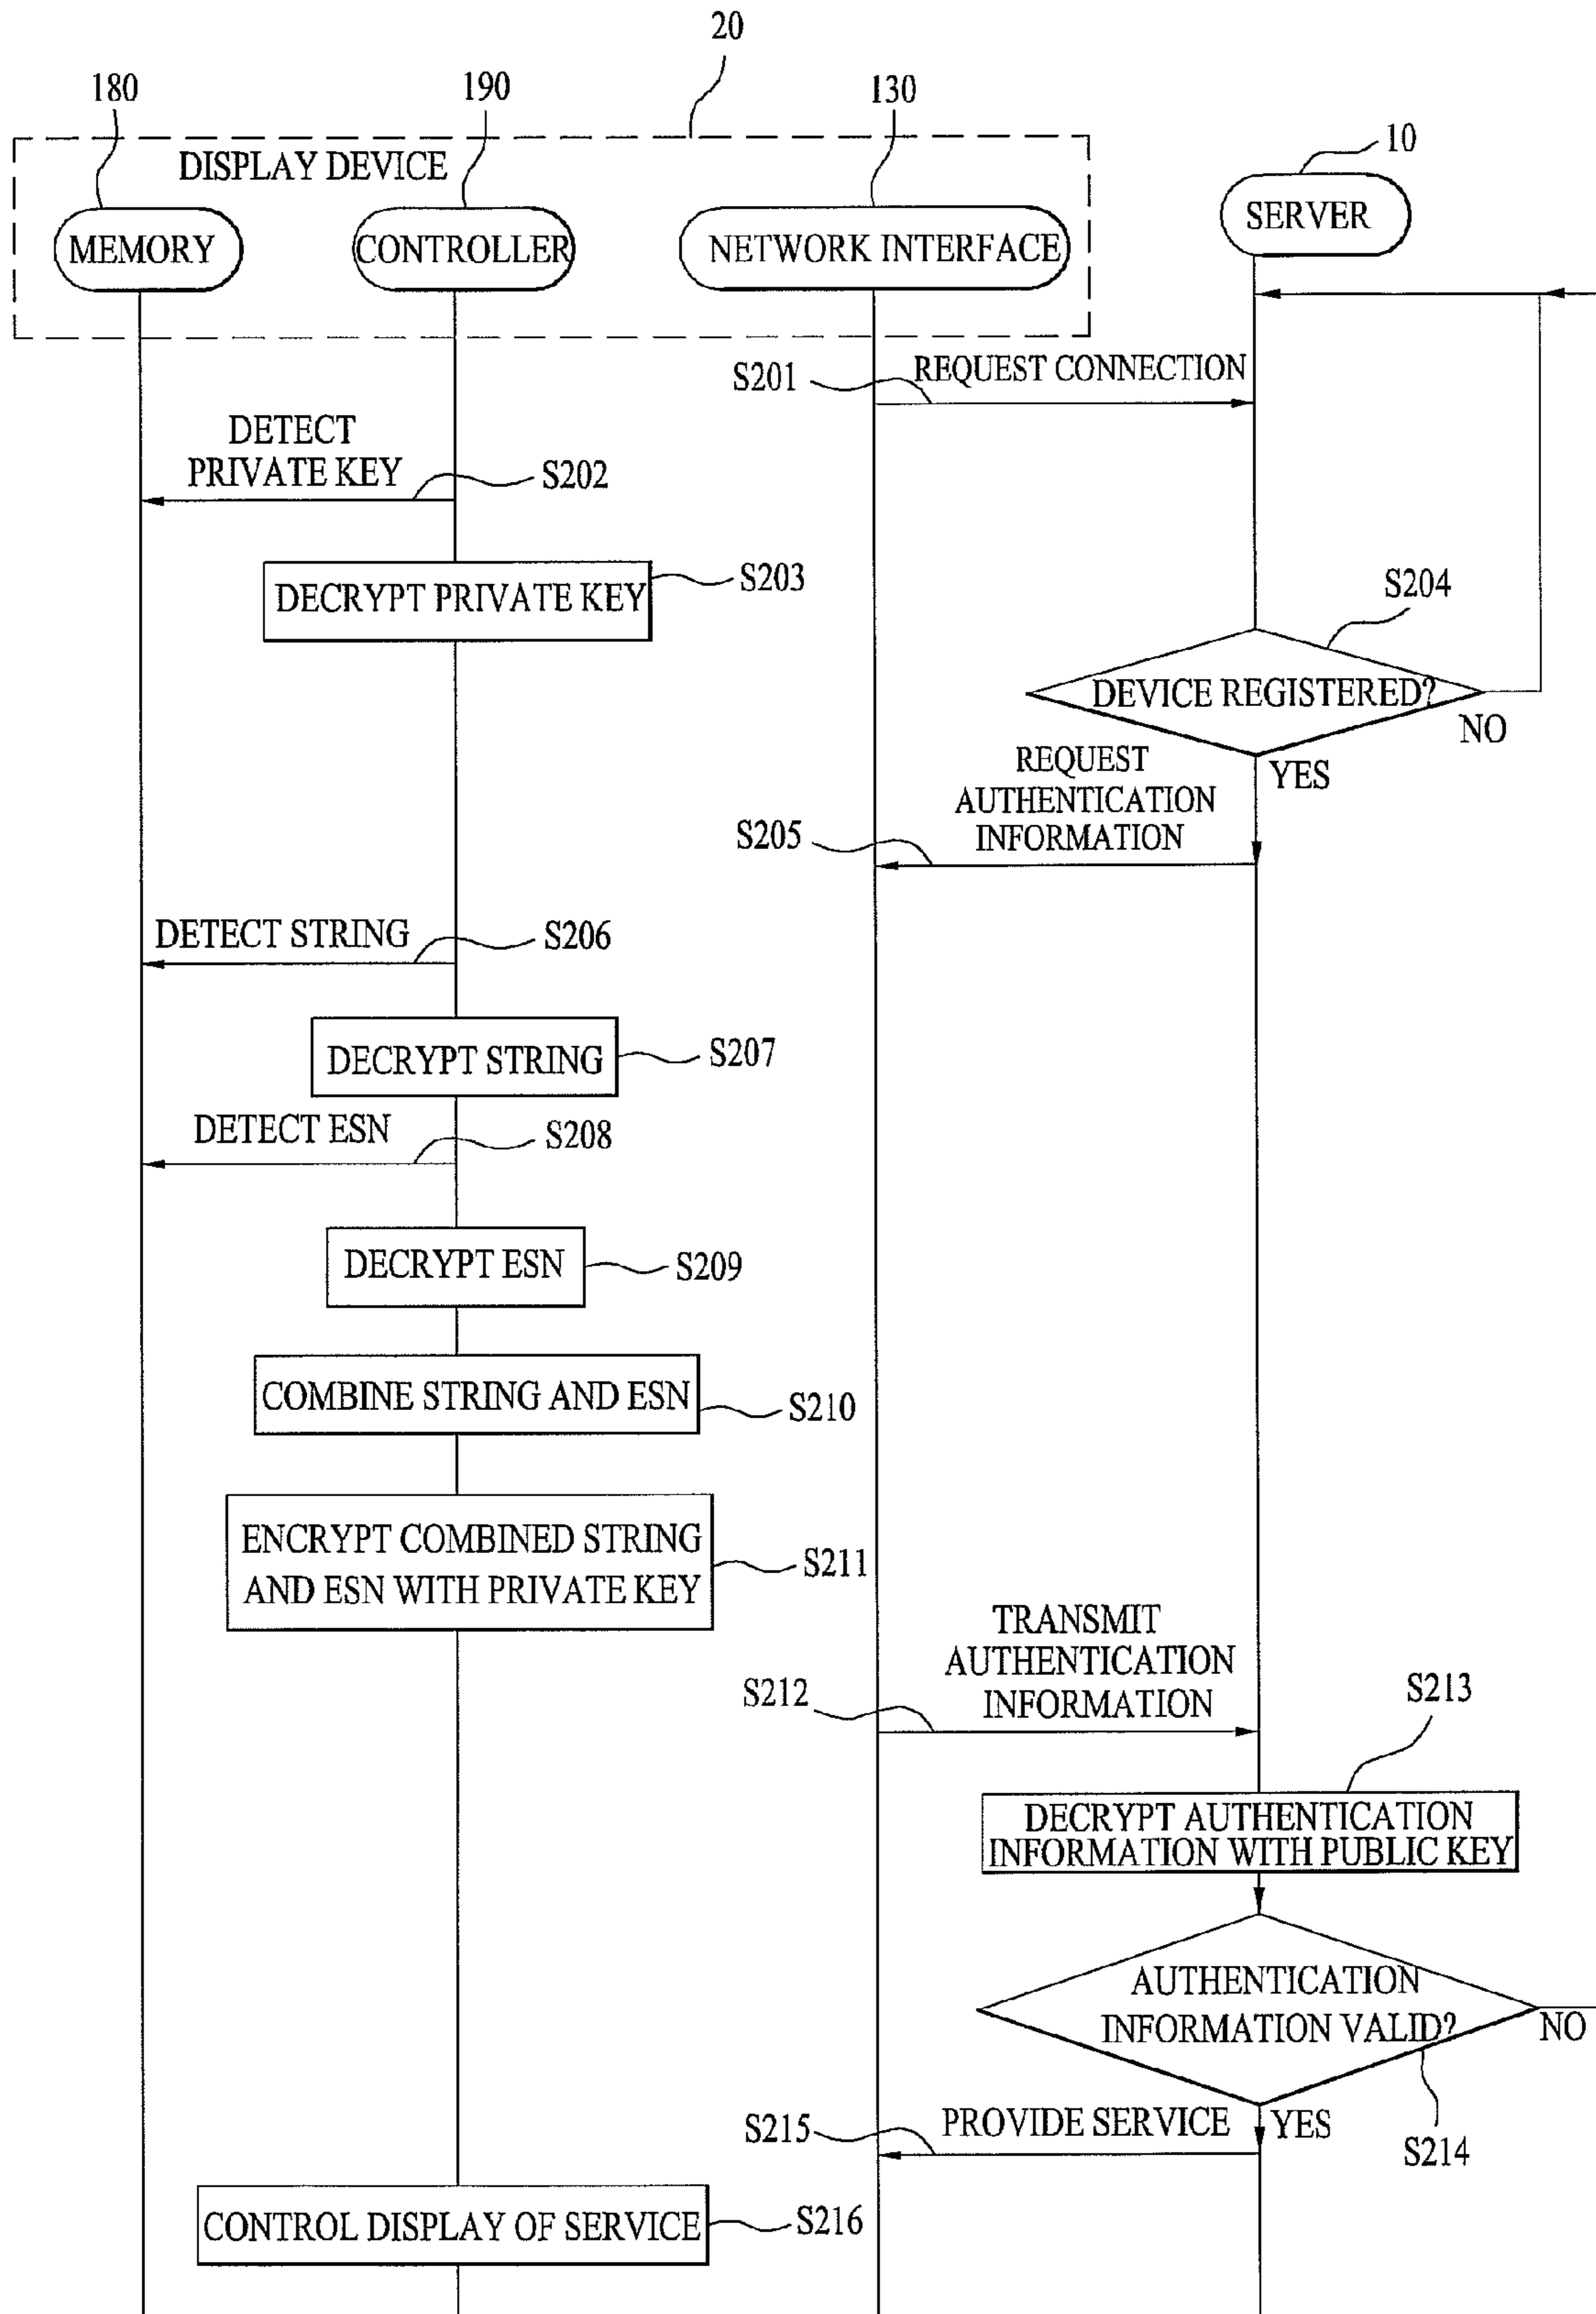 20
180
190
130
10
DISPLAY DEVICE
MEMORY
CONTROLLER
NETWORK INTERFACE
SERVER
S201
REQUEST CONNECTION
DETECT
PRIVATE KEY
S202
DECRYPT PRIVATE KEY
S203
S204
DEVICE REGISTERED?
NO
YES
REQUEST
AUTHENTICATION
INFORMATION
S205
DETECT STRING
S206
DECRYPT STRING
S207
DETECT ESN
S208
DECRYPT ESN
S209
COMBINE STRING AND ESN
S210
ENCRYPT COMBINED STRING
AND ESN WITH PRIVATE KEY
S211
TRANSMIT
AUTHENTICATION
INFORMATION
S212
S213
DECRYPT AUTHENTICATION
INFORMATION WITH PUBLIC KEY
AUTHENTICATION
INFORMATION VALID?
NO
S214
YES
PROVIDE SERVICE
S215
CONTROL DISPLAY OF SERVICE
S216